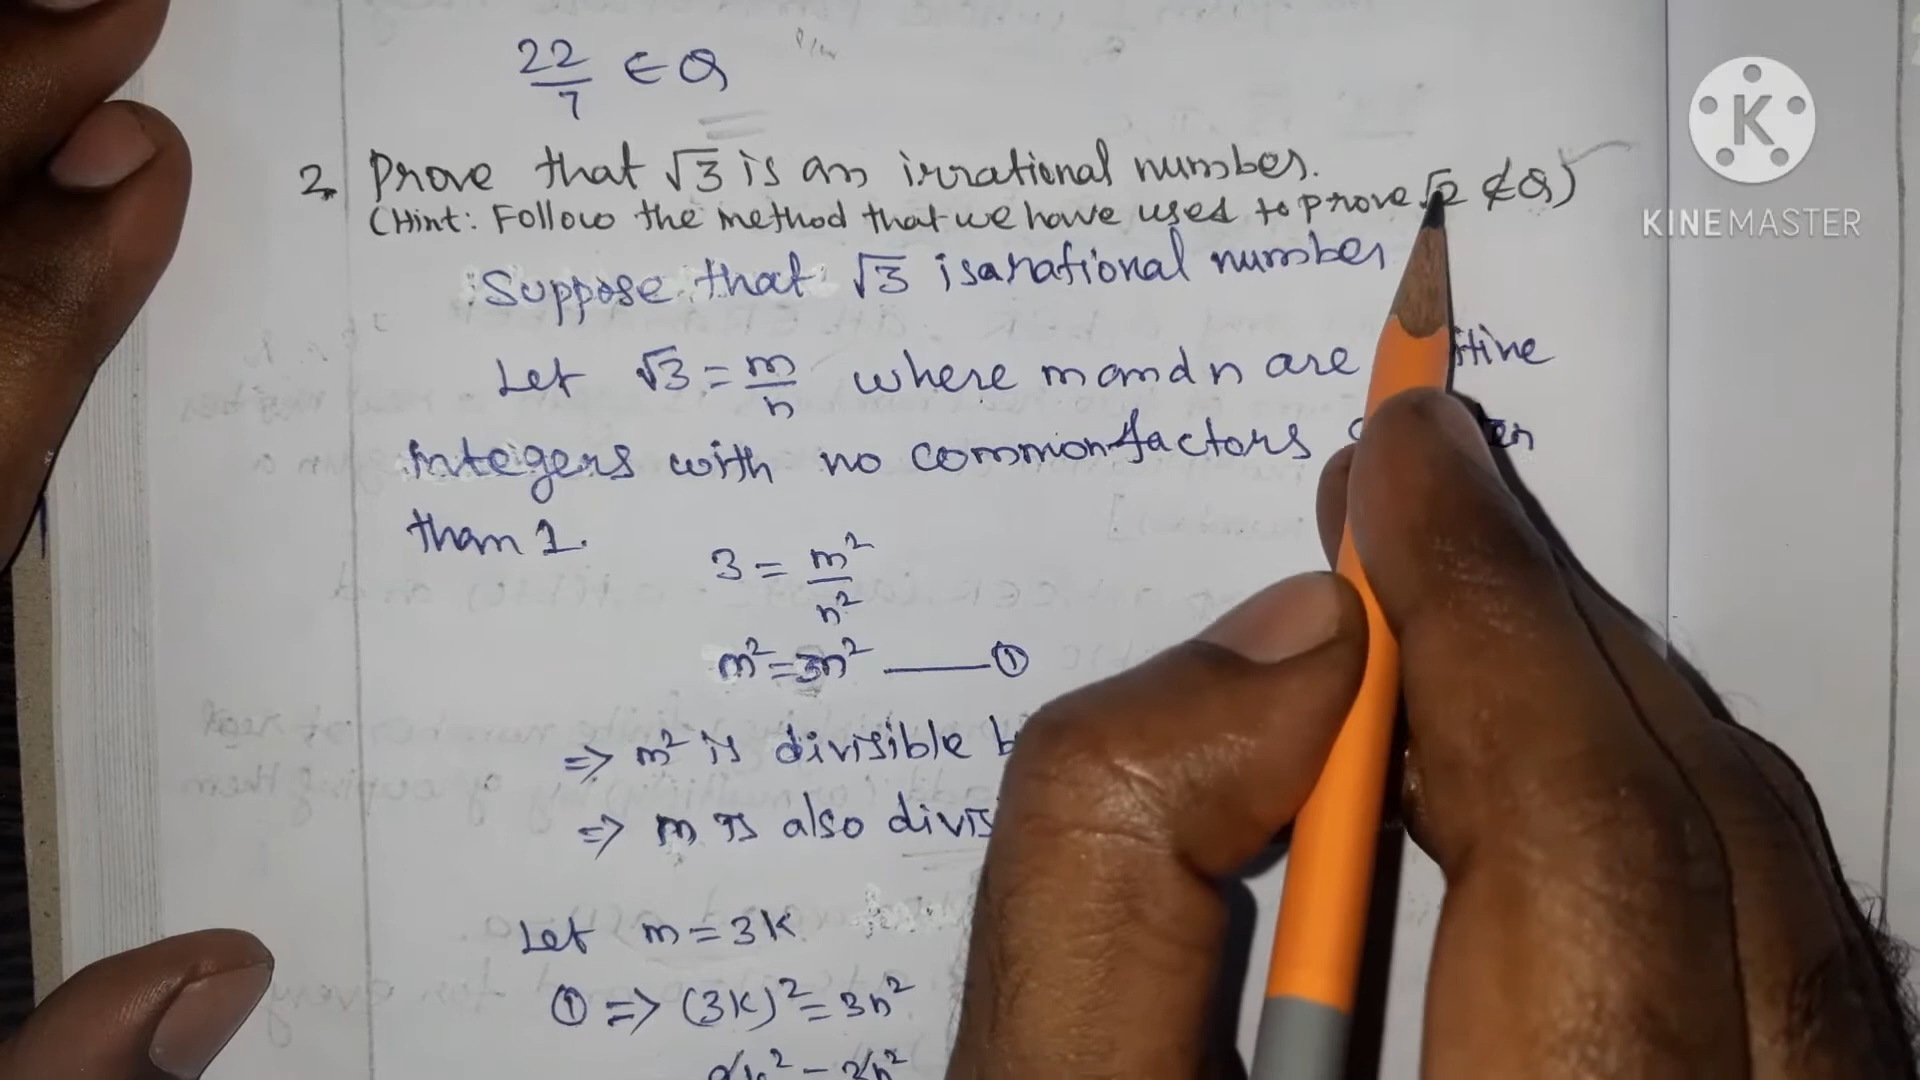 22/7 ∈ Q
2. Prove that √3 is an irrational number.
(Hint: Follow the method that we have used to prove √2 ∉ Q)
Suppose that √3 is a rational number
Let √3 = m/n where m and n are
integers with no common factors
than 1.
3 = m²/n²
m² = 3n² —— ①
=> m² is divisible
=> m is also
Let m = 3k
① => (3k)² = 3n²
K
KINEMASTER